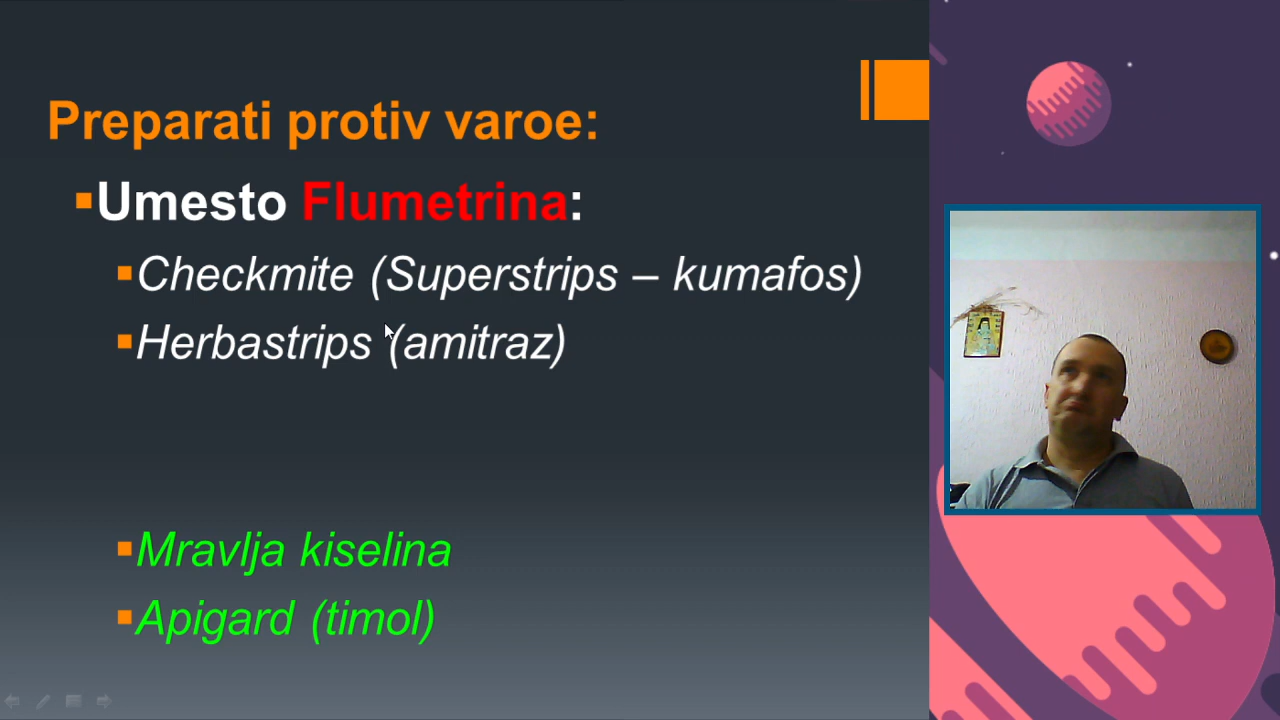 Preparati protiv varoe:
Umesto Flumetrina:
Checkmite (Superstrips – kumafos)
Herbastrips (amitraz)
Mravlja kiselina
Apigard (timol)